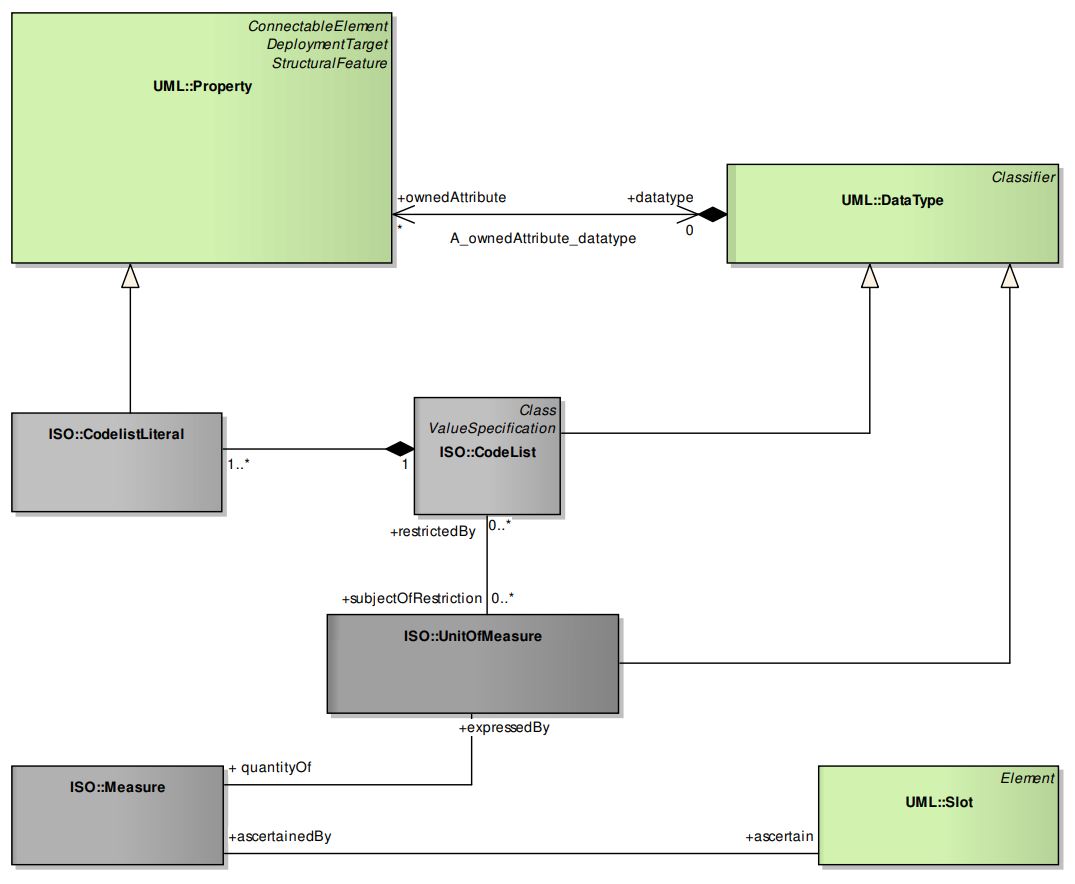 ConnectableElement
DeploymentTarget
StructuralFeature
UML::Property
Classifier
UML::DataType
+ownedAttribute
+datatype
*
A_ownedAttribute_datatype
0
ISO::CodelistLiteral
1..*
1
Class
ValueSpecification
ISO::CodeList
+restrictedBy
0..*
+subjectOfRestriction
0..*
ISO::UnitOfMeasure
+expressedBy
+ quantityOf
ISO::Measure
+ascertainedBy
+ascertain
Element
UML::Slot